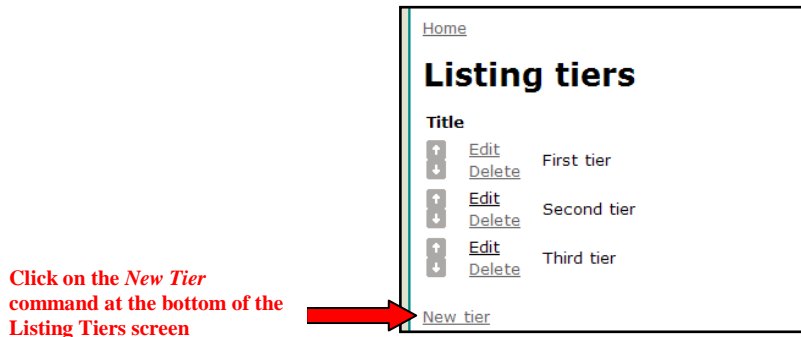 Home
Listing tiers
Title
Edit
Delete
First tier
Edit
Delete
Second tier
Edit
Delete
Third tier
Click on the New Tier
command at the bottom of the
Listing Tiers screen
New tier